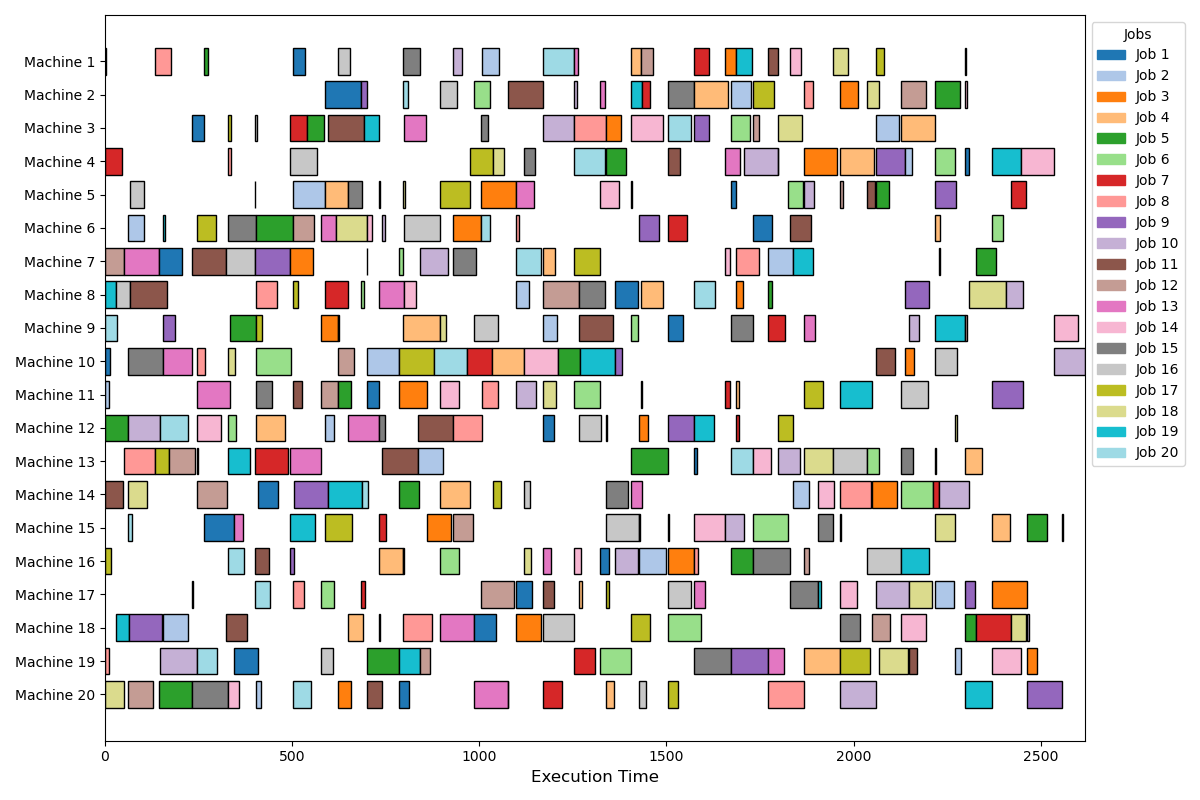 Machine 1
Machine 2
Machine 3
Machine 4
Machine 5
Machine 6
Machine 7
Machine 8
Machine 9
Machine 10
Machine 11
Machine 12
Machine 13
Machine 14
Machine 15
Machine 16
Machine 17
Machine 18
Machine 19
Machine 20
0 500 1000 1500 2000 2500
Execution Time
Jobs
Job 1
Job 2
Job 3
Job 4
Job 5
Job 6
Job 7
Job 8
Job 9
Job 10
Job 11
Job 12
Job 13
Job 14
Job 15
Job 16
Job 17
Job 18
Job 19
Job 20